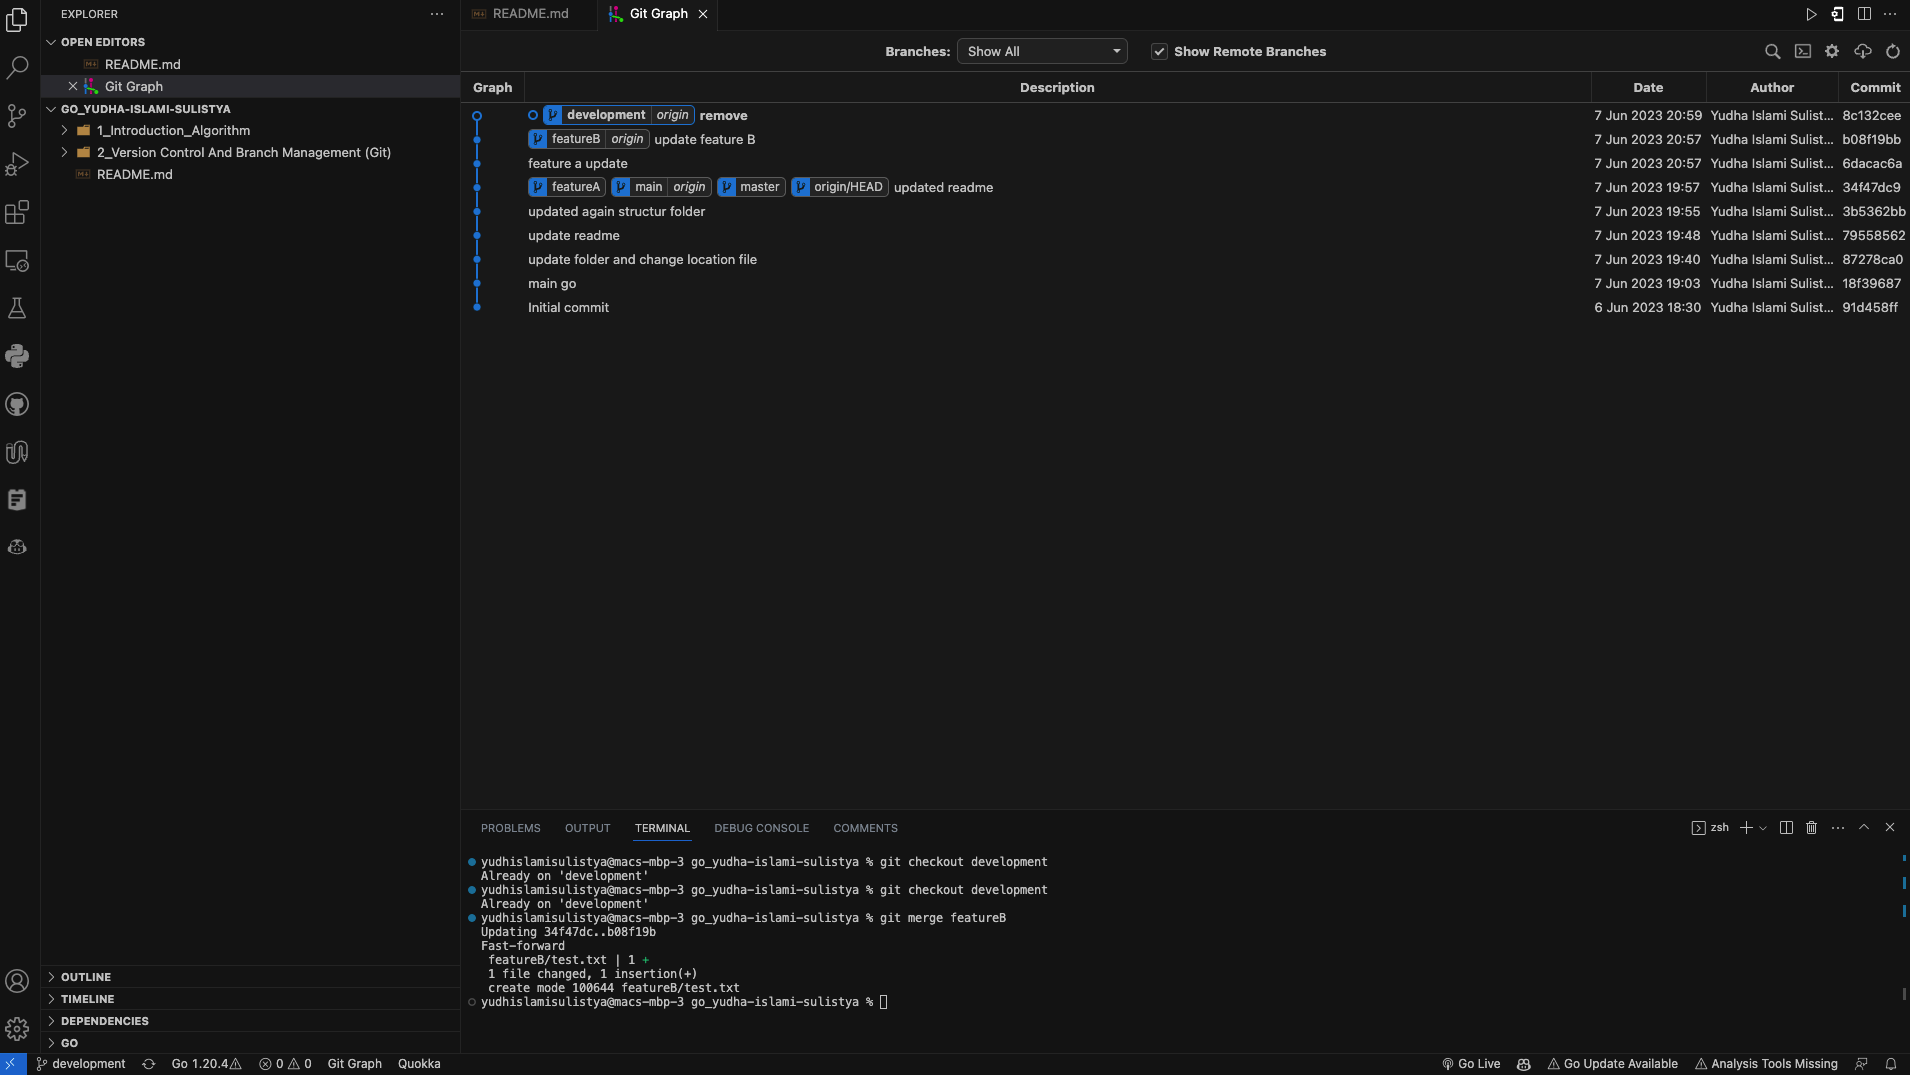 EXPLORER
OPEN EDITORS
README.md
Git Graph
GO_YUDHA-ISLAMI-SULISTYA
1_Introduction_Algorithm
2_Version Control And Branch Management (Git)
README.md
OUTLINE
TIMELINE
DEPENDENCIES
GO
README.md Git Graph
Branches: Show All Show Remote Branches
Graph Description Date Author Commit
development origin remove 7 Jun 2023 20:59 Yudha Islami Sulist... 8c132cee
featureB origin update feature B 7 Jun 2023 20:57 Yudha Islami Sulist... b08f19bb
feature a update 7 Jun 2023 20:57 Yudha Islami Sulist... 6dacac6a
featureA main origin master origin/HEAD updated readme 7 Jun 2023 19:57 Yudha Islami Sulist... 34f47dc9
updated again structur folder 7 Jun 2023 19:55 Yudha Islami Sulist... 3b5362bb
update readme 7 Jun 2023 19:48 Yudha Islami Sulist... 79558562
update folder and change location file 7 Jun 2023 19:40 Yudha Islami Sulist... 87278ca0
main go 7 Jun 2023 19:03 Yudha Islami Sulist... 18f39687
Initial commit 6 Jun 2023 18:30 Yudha Islami Sulist... 91d458ff
PROBLEMS OUTPUT TERMINAL DEBUG CONSOLE COMMENTS zsh
yudhislamisulistya@macs-mbp-3 go_yudha-islami-sulistya % git checkout development
Already on 'development'
yudhislamisulistya@macs-mbp-3 go_yudha-islami-sulistya % git checkout development
Already on 'development'
yudhislamisulistya@macs-mbp-3 go_yudha-islami-sulistya % git merge featureB
Updating 34f47dc..b08f19b
Fast-forward
featureB/test.txt | 1 +
1 file changed, 1 insertion(+)
create mode 100644 featureB/test.txt
yudhislamisulistya@macs-mbp-3 go_yudha-islami-sulistya %
development Go 1.20.4 0 0 Git Graph Quokka Go Live Go Update Available Analysis Tools Missing